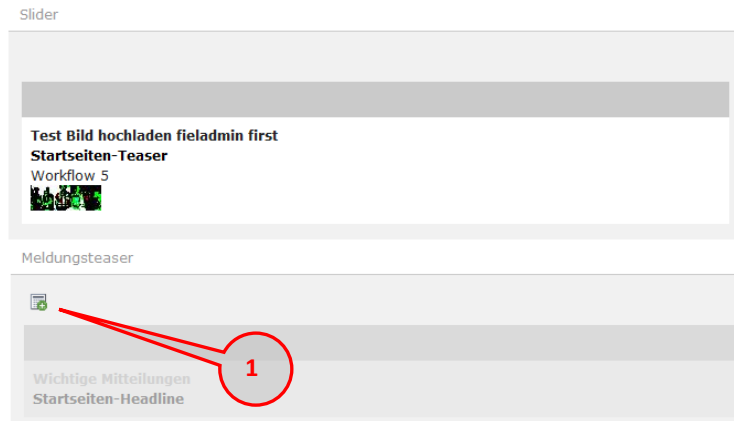 Slider
Test Bild hochladen fieladmin first
Startseiten-Teaser
Workflow 5
Meldungsteaser
1
Wichtige Mitteilungen
Startseiten-Headline